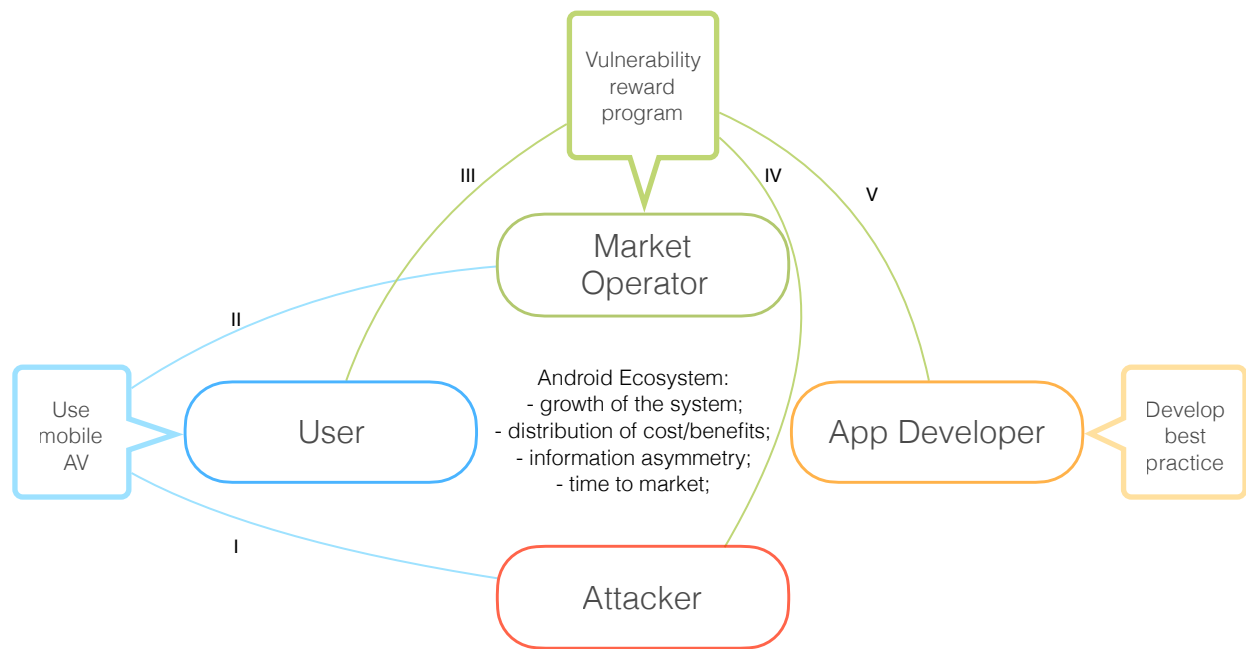 Vulnerability
reward
program
III
IV
V
Market
Operator
II
Use
mobile
AV
User
Android Ecosystem:
- growth of the system;
- distribution of cost/benefits;
- information asymmetry;
- time to market;
App Developer
Develop
best
practice
I
Attacker